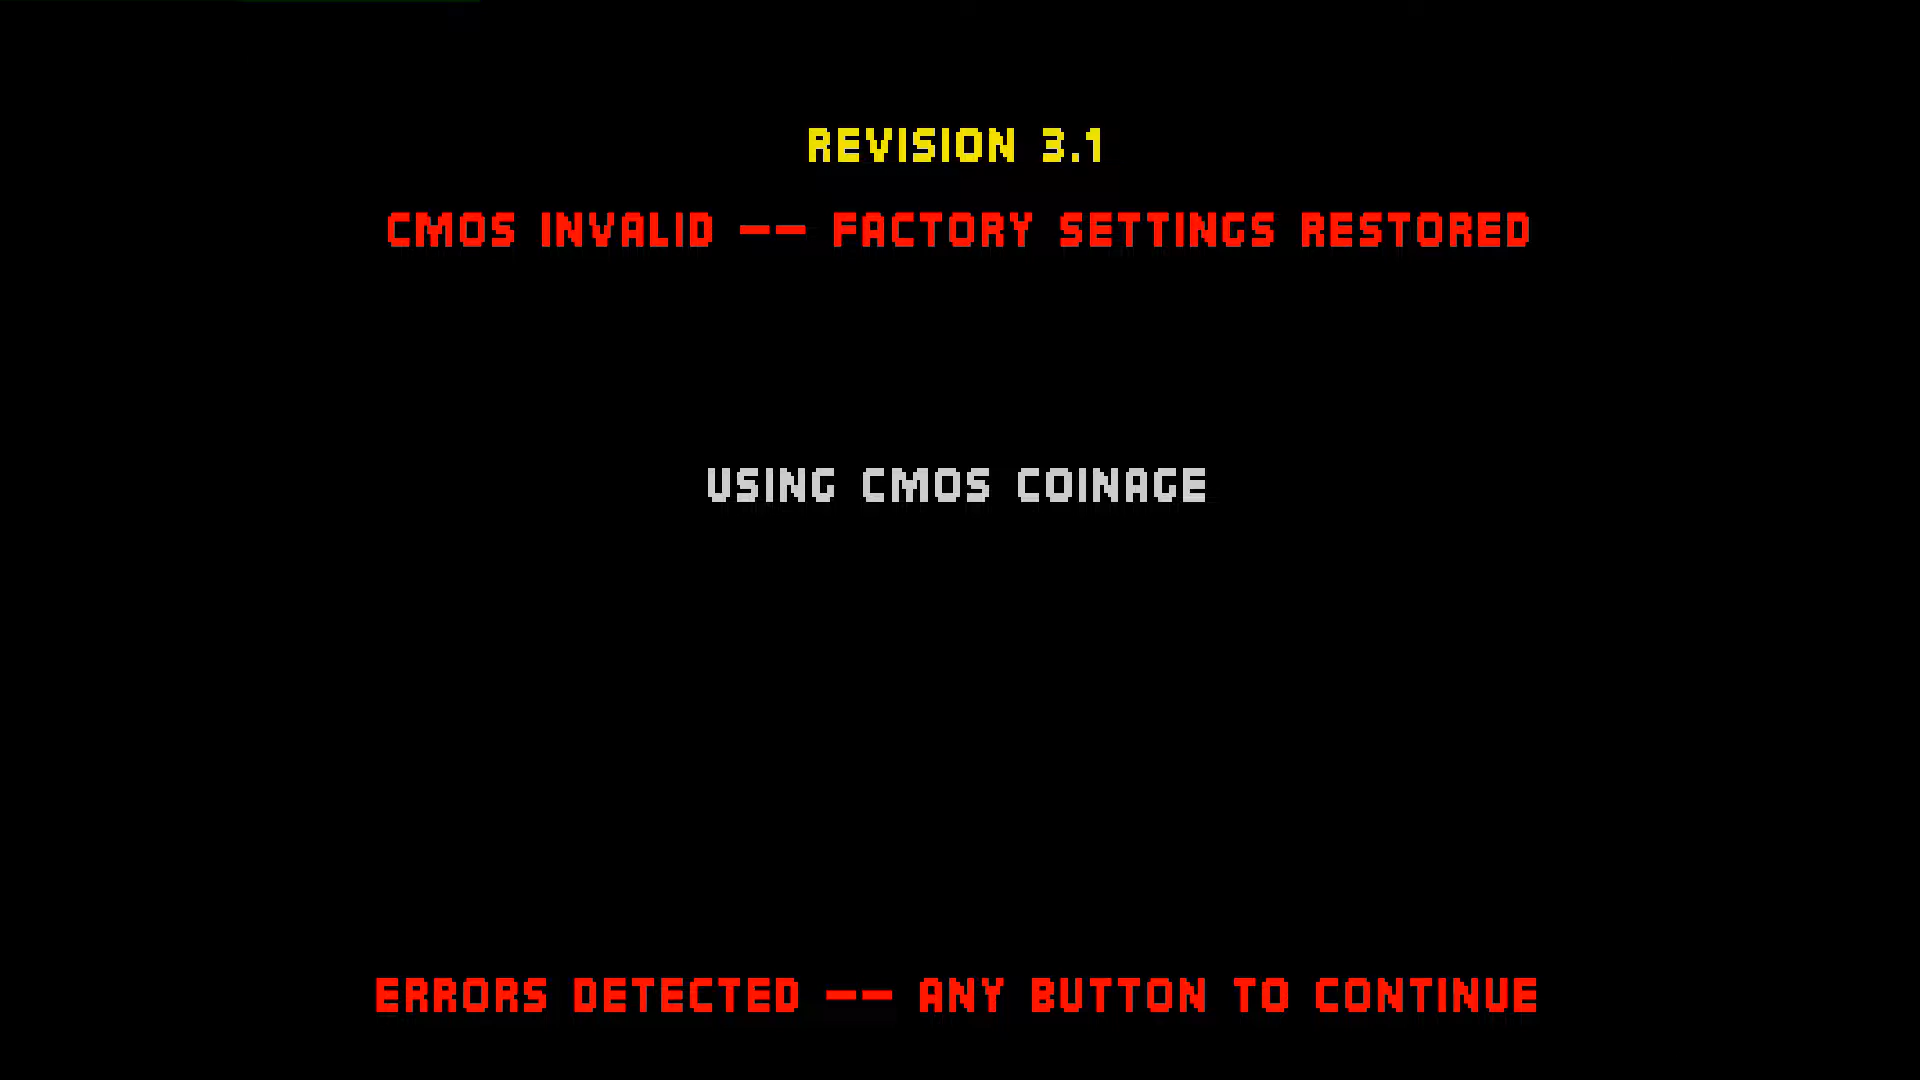 REVISION 3.1
CMOS INVALID -- FACTORY SETTINGS RESTORED
USING CMOS COINAGE
ERRORS DETECTED -- ANY BUTTON TO CONTINUE